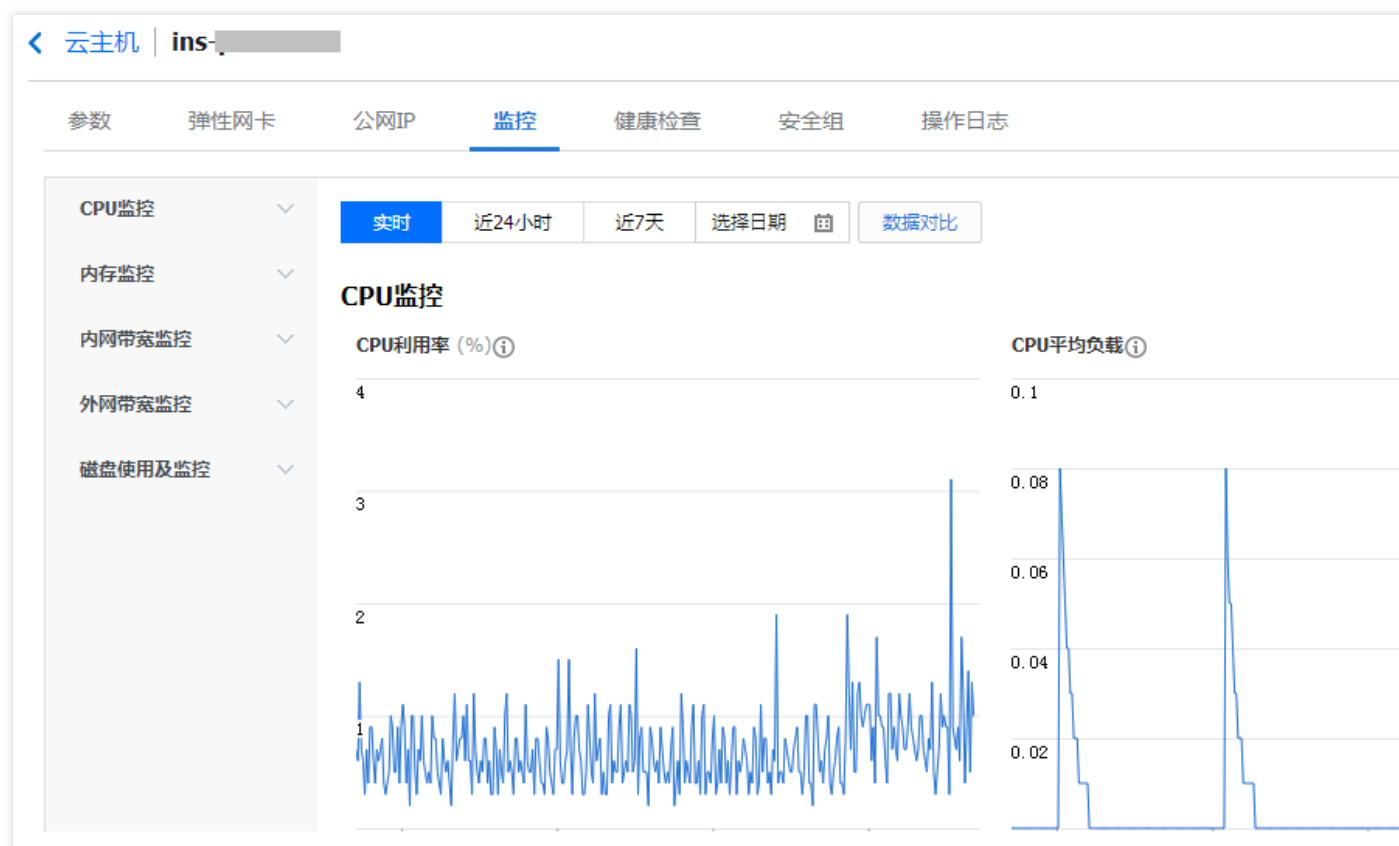 云主机 ins-
参数 弹性网卡 公网IP 监控 健康检查 安全组 操作日志
CPU监控
内存监控
内网带宽监控
外网带宽监控
磁盘使用及监控
实时 近24小时 近7天 选择日期 数据对比
CPU监控
CPU利用率 (%)
4
3
2
1
CPU平均负载
0.1
0.08
0.06
0.04
0.02